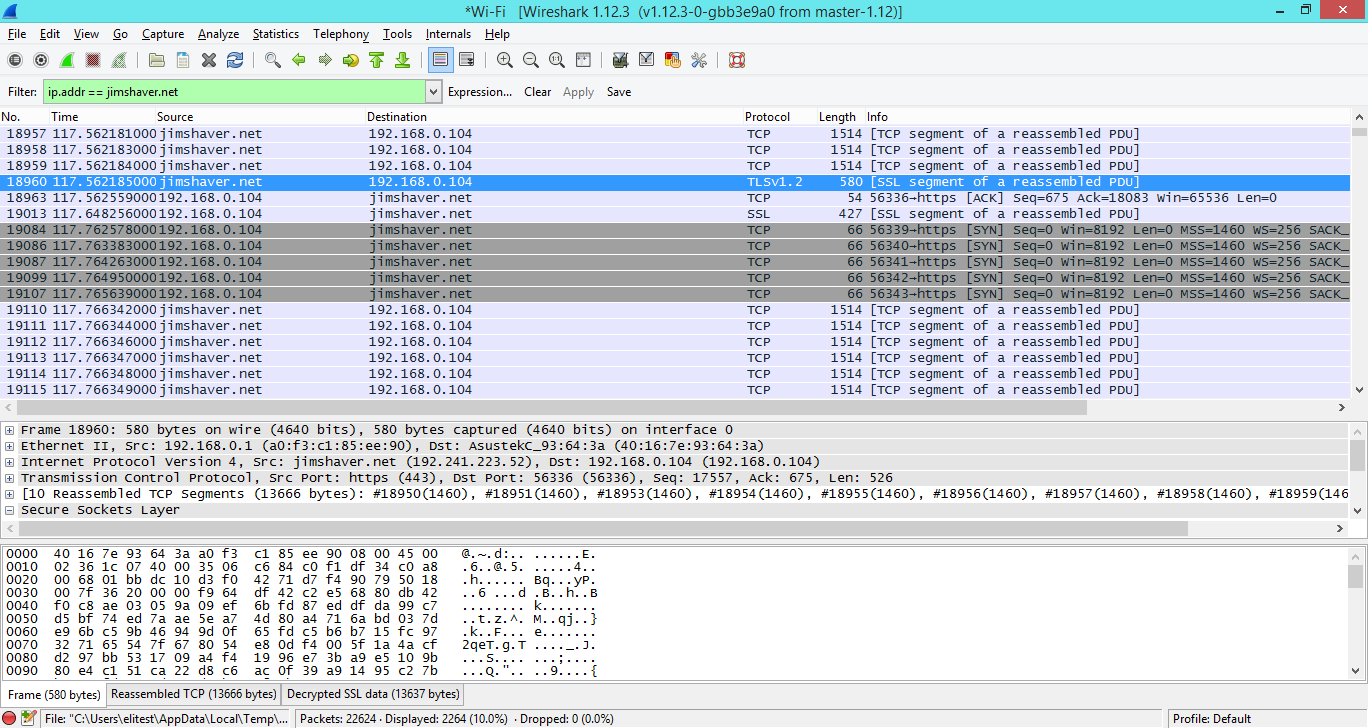 *Wi-Fi [Wireshark 1.12.3 (v1.12.3-0-gbb3e9a0 from master-1.12)]
File Edit View Go Capture Analyze Statistics Telephony Tools Internals Help
Filter: ip.addr == jimshaver.net Expression... Clear Apply Save
No. Time Source Destination Protocol Length Info
18957 117.562181000 jimshaver.net 192.168.0.104 TCP 1514 [TCP segment of a reassembled PDU]
18958 117.562183000 jimshaver.net 192.168.0.104 TCP 1514 [TCP segment of a reassembled PDU]
18959 117.562184000 jimshaver.net 192.168.0.104 TCP 1514 [TCP segment of a reassembled PDU]
18960 117.562185000 jimshaver.net 192.168.0.104 TLSv1.2 580 [SSL segment of a reassembled PDU]
18963 117.562559000 192.168.0.104 jimshaver.net TCP 54 56336→https [ACK] Seq=675 Ack=18083 Win=65536 Len=0
19013 117.648256000 192.168.0.104 jimshaver.net SSL 427 [SSL segment of a reassembled PDU]
19084 117.762578000 192.168.0.104 jimshaver.net TCP 66 56339→https [SYN] Seq=0 Win=8192 Len=0 MSS=1460 WS=256 SACK_
19086 117.763383000 192.168.0.104 jimshaver.net TCP 66 56340→https [SYN] Seq=0 Win=8192 Len=0 MSS=1460 WS=256 SACK_
19087 117.764263000 192.168.0.104 jimshaver.net TCP 66 56341→https [SYN] Seq=0 Win=8192 Len=0 MSS=1460 WS=256 SACK_
19099 117.764950000 192.168.0.104 jimshaver.net TCP 66 56342→https [SYN] Seq=0 Win=8192 Len=0 MSS=1460 WS=256 SACK_
19107 117.765639000 192.168.0.104 jimshaver.net TCP 66 56343→https [SYN] Seq=0 Win=8192 Len=0 MSS=1460 WS=256 SACK_
19110 117.766342000 jimshaver.net 192.168.0.104 TCP 1514 [TCP segment of a reassembled PDU]
19111 117.766344000 jimshaver.net 192.168.0.104 TCP 1514 [TCP segment of a reassembled PDU]
19112 117.766346000 jimshaver.net 192.168.0.104 TCP 1514 [TCP segment of a reassembled PDU]
19113 117.766347000 jimshaver.net 192.168.0.104 TCP 1514 [TCP segment of a reassembled PDU]
19114 117.766348000 jimshaver.net 192.168.0.104 TCP 1514 [TCP segment of a reassembled PDU]
19115 117.766349000 jimshaver.net 192.168.0.104 TCP 1514 [TCP segment of a reassembled PDU]
Frame 18960: 580 bytes on wire (4640 bits), 580 bytes captured (4640 bits) on interface 0
Ethernet II, Src: 192.168.0.1 (a0:f3:c1:85:ee:90), Dst: AsustekC_93:64:3a (40:16:7e:93:64:3a)
Internet Protocol Version 4, Src: jimshaver.net (192.241.223.52), Dst: 192.168.0.104 (192.168.0.104)
Transmission Control Protocol, Src Port: https (443), Dst Port: 56336 (56336), Seq: 17557, Ack: 675, Len: 526
[10 Reassembled TCP Segments (13666 bytes): #18950(1460), #18951(1460), #18953(1460), #18954(1460), #18955(1460), #18956(1460), #18957(1460), #18958(1460), #18959(146
Secure Sockets Layer
0000 40 16 7e 93 64 3a a0 f3 c1 85 ee 90 08 00 45 00 @.~.d:.. ......E.
0010 02 36 1c 07 40 00 35 06 c6 84 c0 f1 df 34 c0 a8 .6..@.5. .....4..
0020 00 68 01 bb dc 10 d3 f0 42 71 d7 f4 90 79 50 18 .h...... Bq...yP.
0030 00 7f 36 20 00 00 f9 64 df 42 c2 e5 68 80 db 42 ..6 ...d .B..h..B
0040 f0 c8 ae 03 05 9a 09 ef 6b fd 87 ed df da 99 c7 ........ k.......
0050 d5 bf 74 ed 7a ae 5e a7 4d 80 a4 71 6a bd 03 7d ..t.z.^. M..qj..}
0060 e9 6b c5 9b 46 94 9d 0f 65 fd c5 b6 b7 15 fc 97 .k..F... e.......
0070 32 71 65 54 7f 67 80 54 e8 0d f4 00 5f 1a 4a cf 2qeT.g.T ...._.J.
0080 d2 97 bb 53 17 09 a4 f4 19 96 e7 3b a9 e5 10 9b ...S.... ...;....
0090 80 e4 c1 51 ca 22 d8 c6 ac 0f 39 a9 14 95 c2 7b ...Q.".. ..9....{
Frame (580 bytes) Reassembled TCP (13666 bytes) Decrypted SSL data (13637 bytes)
File: "C:\Users\elitest\AppData\Local\Temp\... Packets: 22624 · Displayed: 2264 (10.0%) · Dropped: 0 (0.0%) Profile: Default